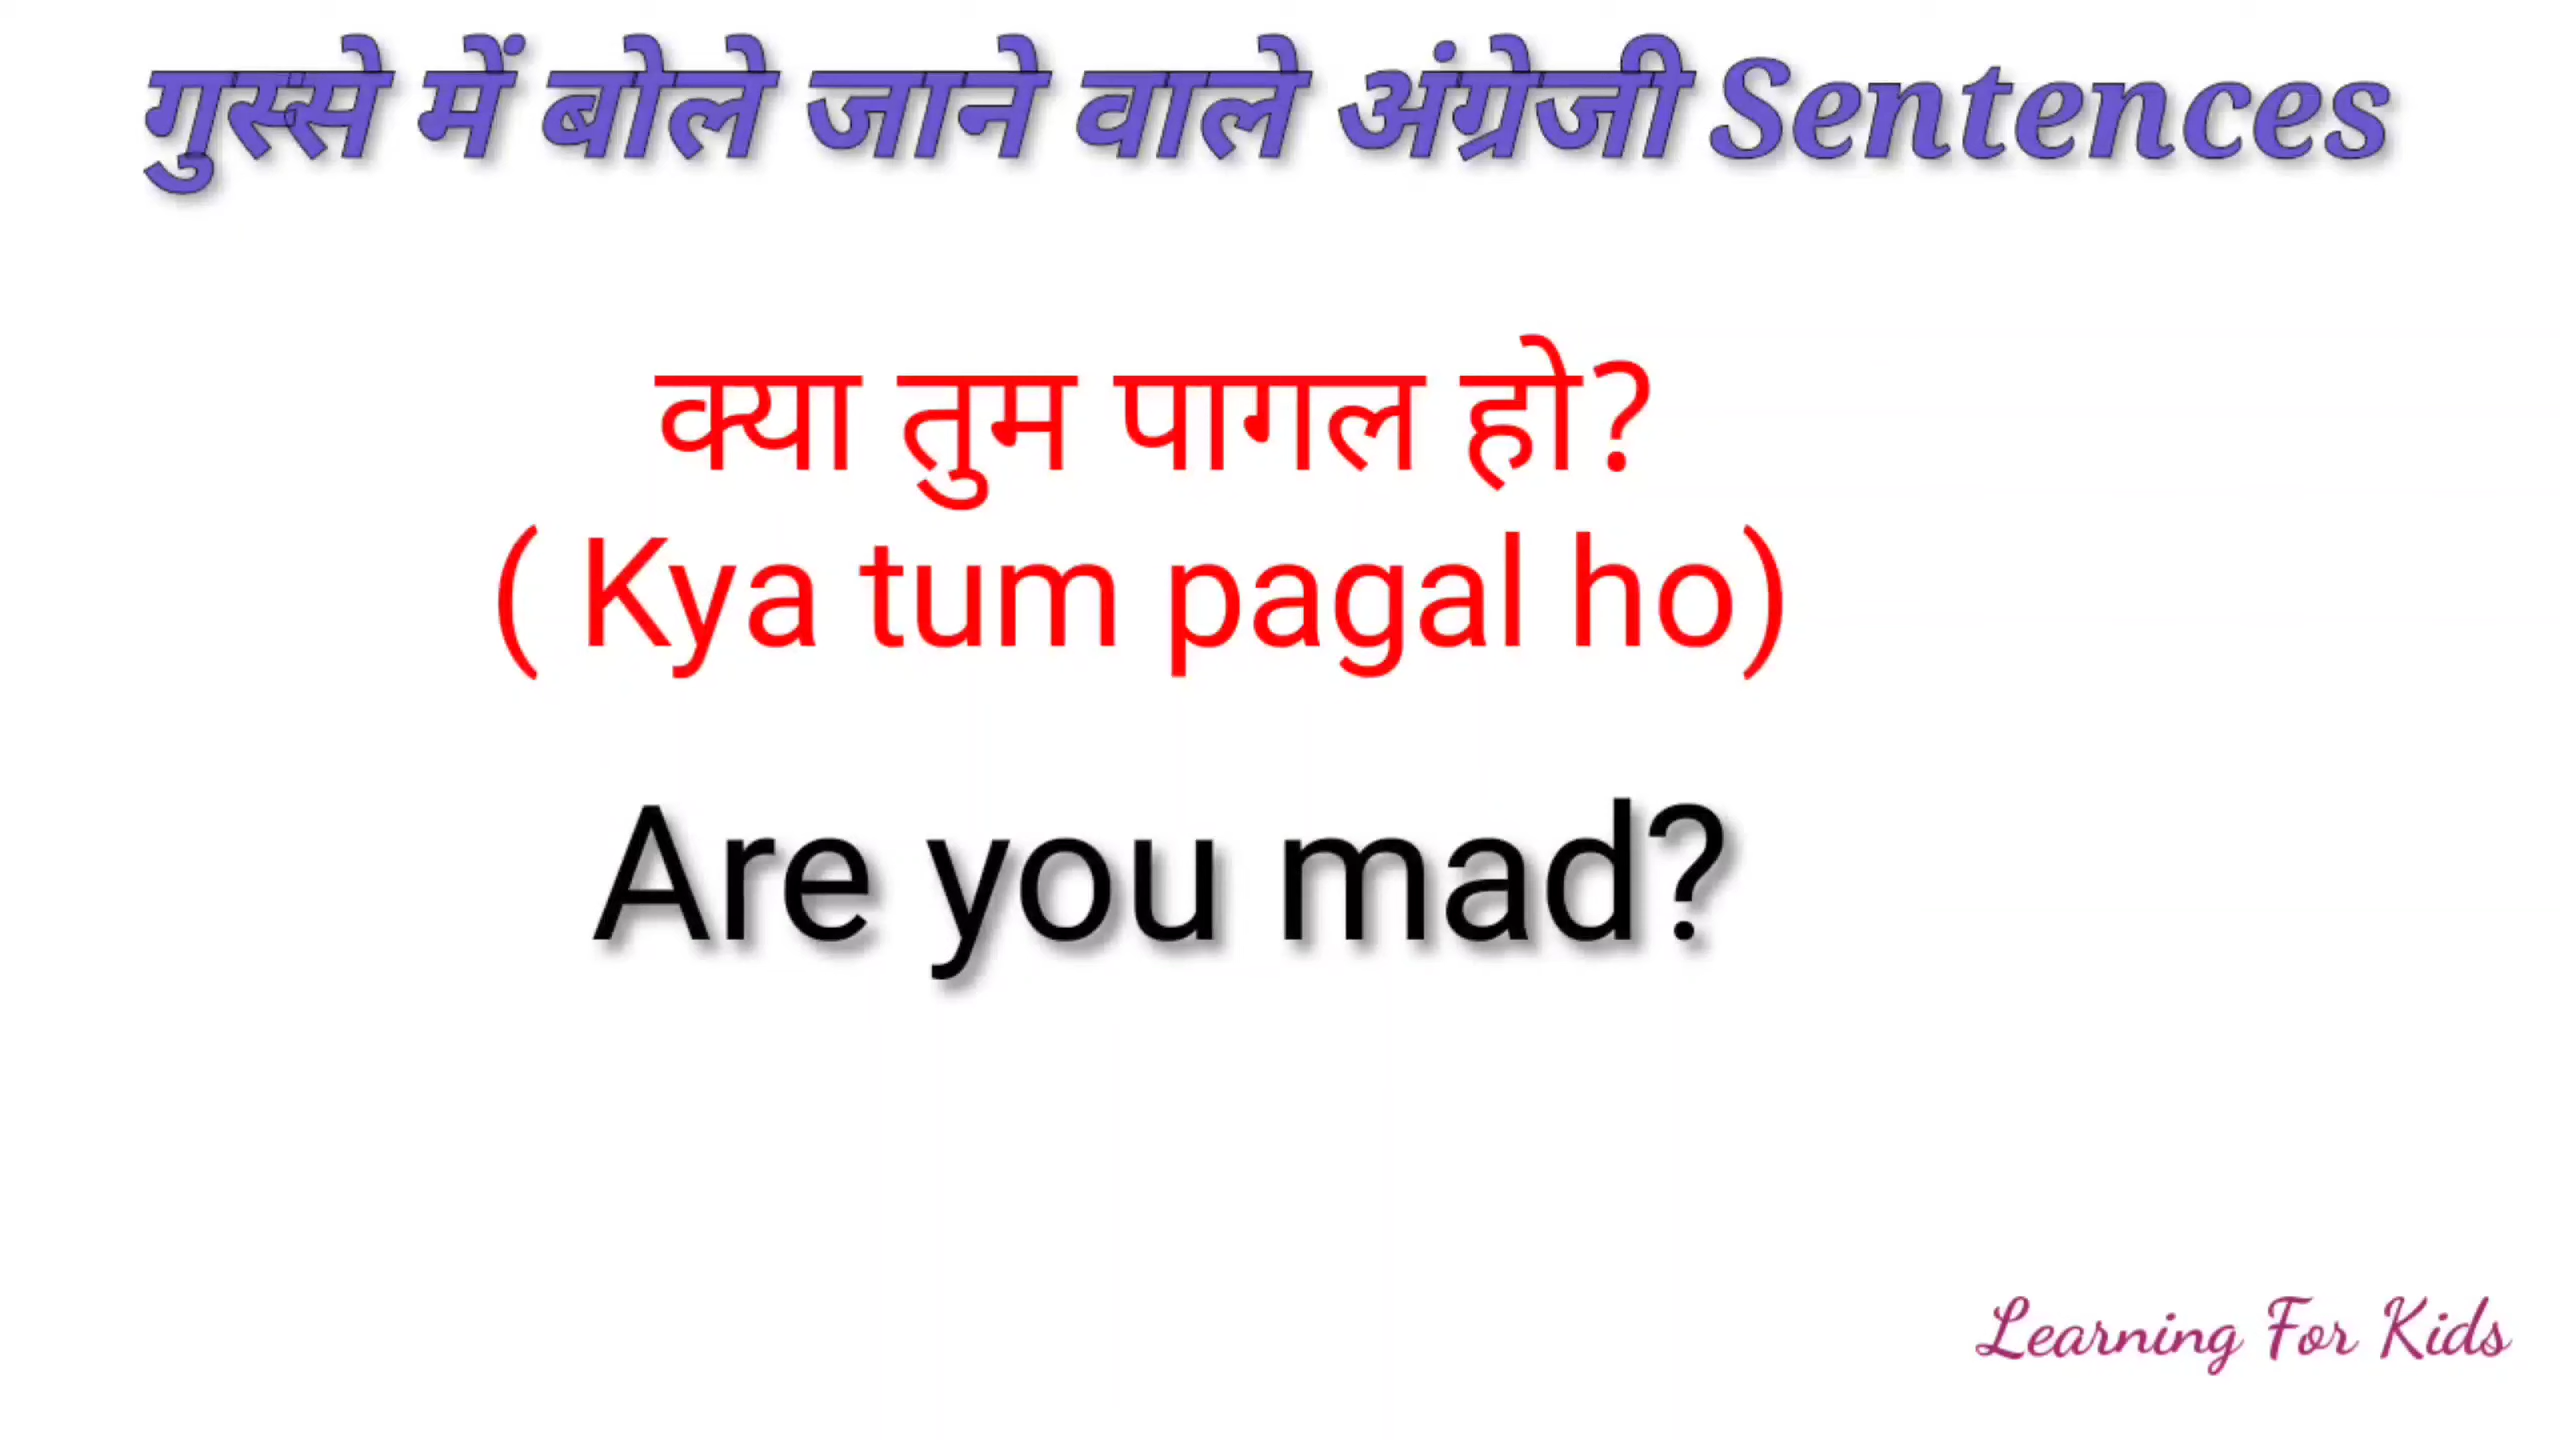 गुस्से में बोले जाने वाले अंग्रेजी Sentences
क्या तुम पागल हो?
( Kya tum pagal ho)
Are you mad?
Learning For Kids